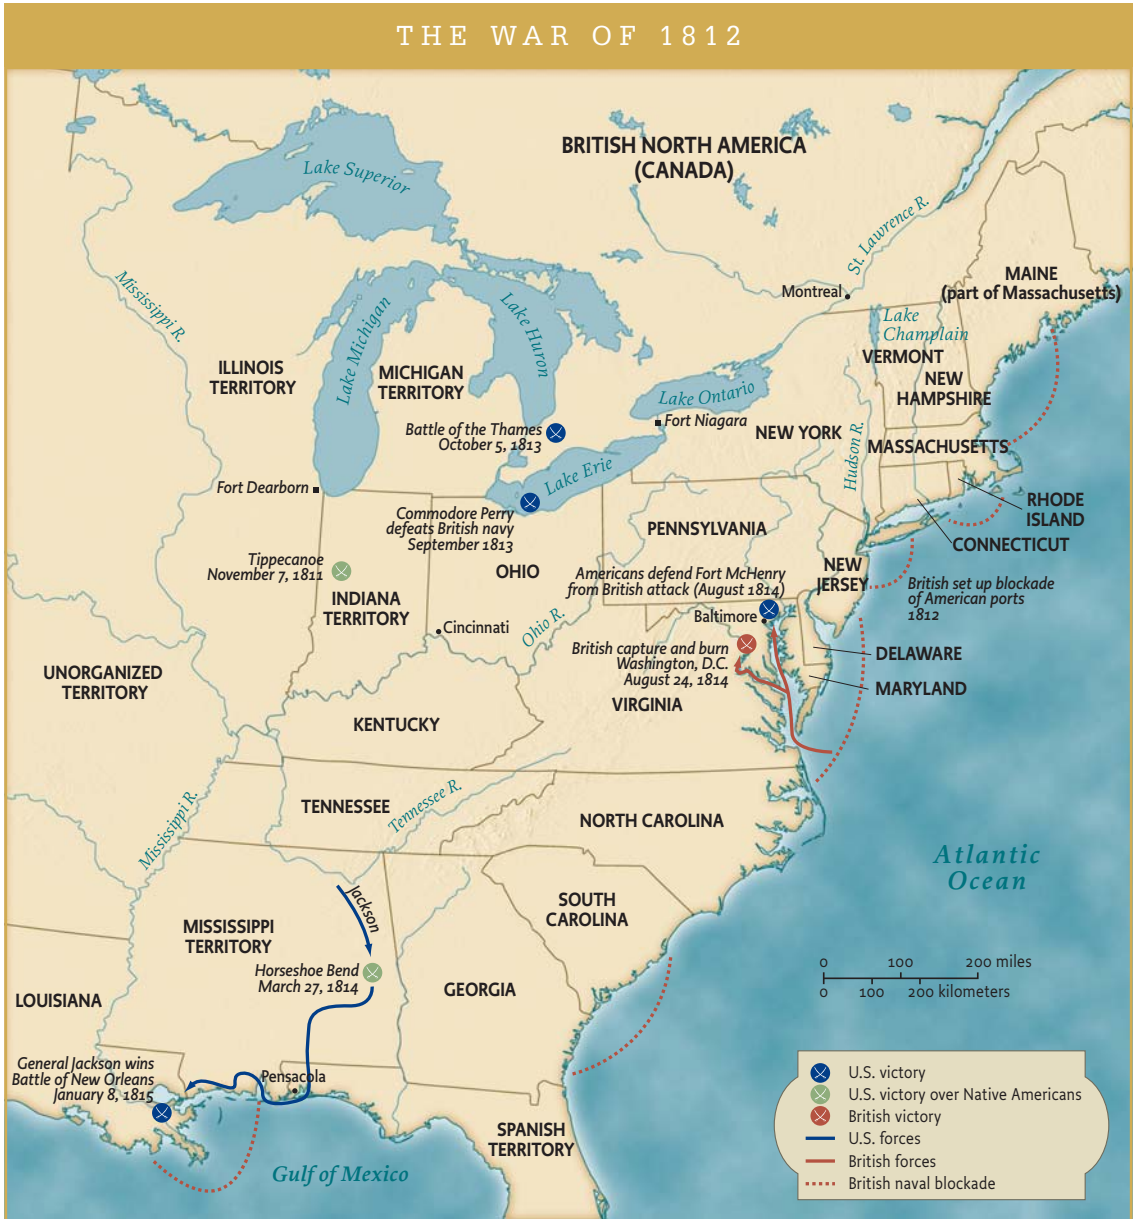 THE WAR OF 1812
BRITISH NORTH AMERICA
(CANADA)
Lake Superior
St. Lawrence R.
MAINE
(part of Massachusetts)
Montreal
Mississippi R.
Lake Michigan
Lake Huron
Lake
Champlain
VERMONT
ILLINOIS
TERRITORY
MICHIGAN
TERRITORY
NEW
HAMPSHIRE
Lake Ontario
Fort Niagara
Battle of the Thames
October 5, 1813
NEW YORK
Hudson R.
MASSACHUSETTS
Lake Erie
Fort Dearborn
Commodore Perry
defeats British navy
September 1813
RHODE
ISLAND
PENNSYLVANIA
CONNECTICUT
Tippecanoe
November 7, 1811
OHIO
Americans defend Fort McHenry
from British attack (August 1814)
NEW
JERSEY
British set up blockade
of American ports
1812
INDIANA
TERRITORY
Cincinnati
Ohio R.
Baltimore
British capture and burn
Washington, D.C.
August 24, 1814
DELAWARE
MARYLAND
UNORGANIZED
TERRITORY
VIRGINIA
KENTUCKY
TENNESSEE
Tennessee R.
Mississippi R.
NORTH CAROLINA
Atlantic
Ocean
Jackson
SOUTH
CAROLINA
MISSISSIPPI
TERRITORY
Horseshoe Bend
March 27, 1814
GEORGIA
LOUISIANA
0 100 200 miles
0 100 200 kilometers
General Jackson wins
Battle of New Orleans
January 8, 1815
Pensacola
SPANISH
TERRITORY
Gulf of Mexico
U.S. victory
U.S. victory over Native Americans
British victory
U.S. forces
British forces
British naval blockade